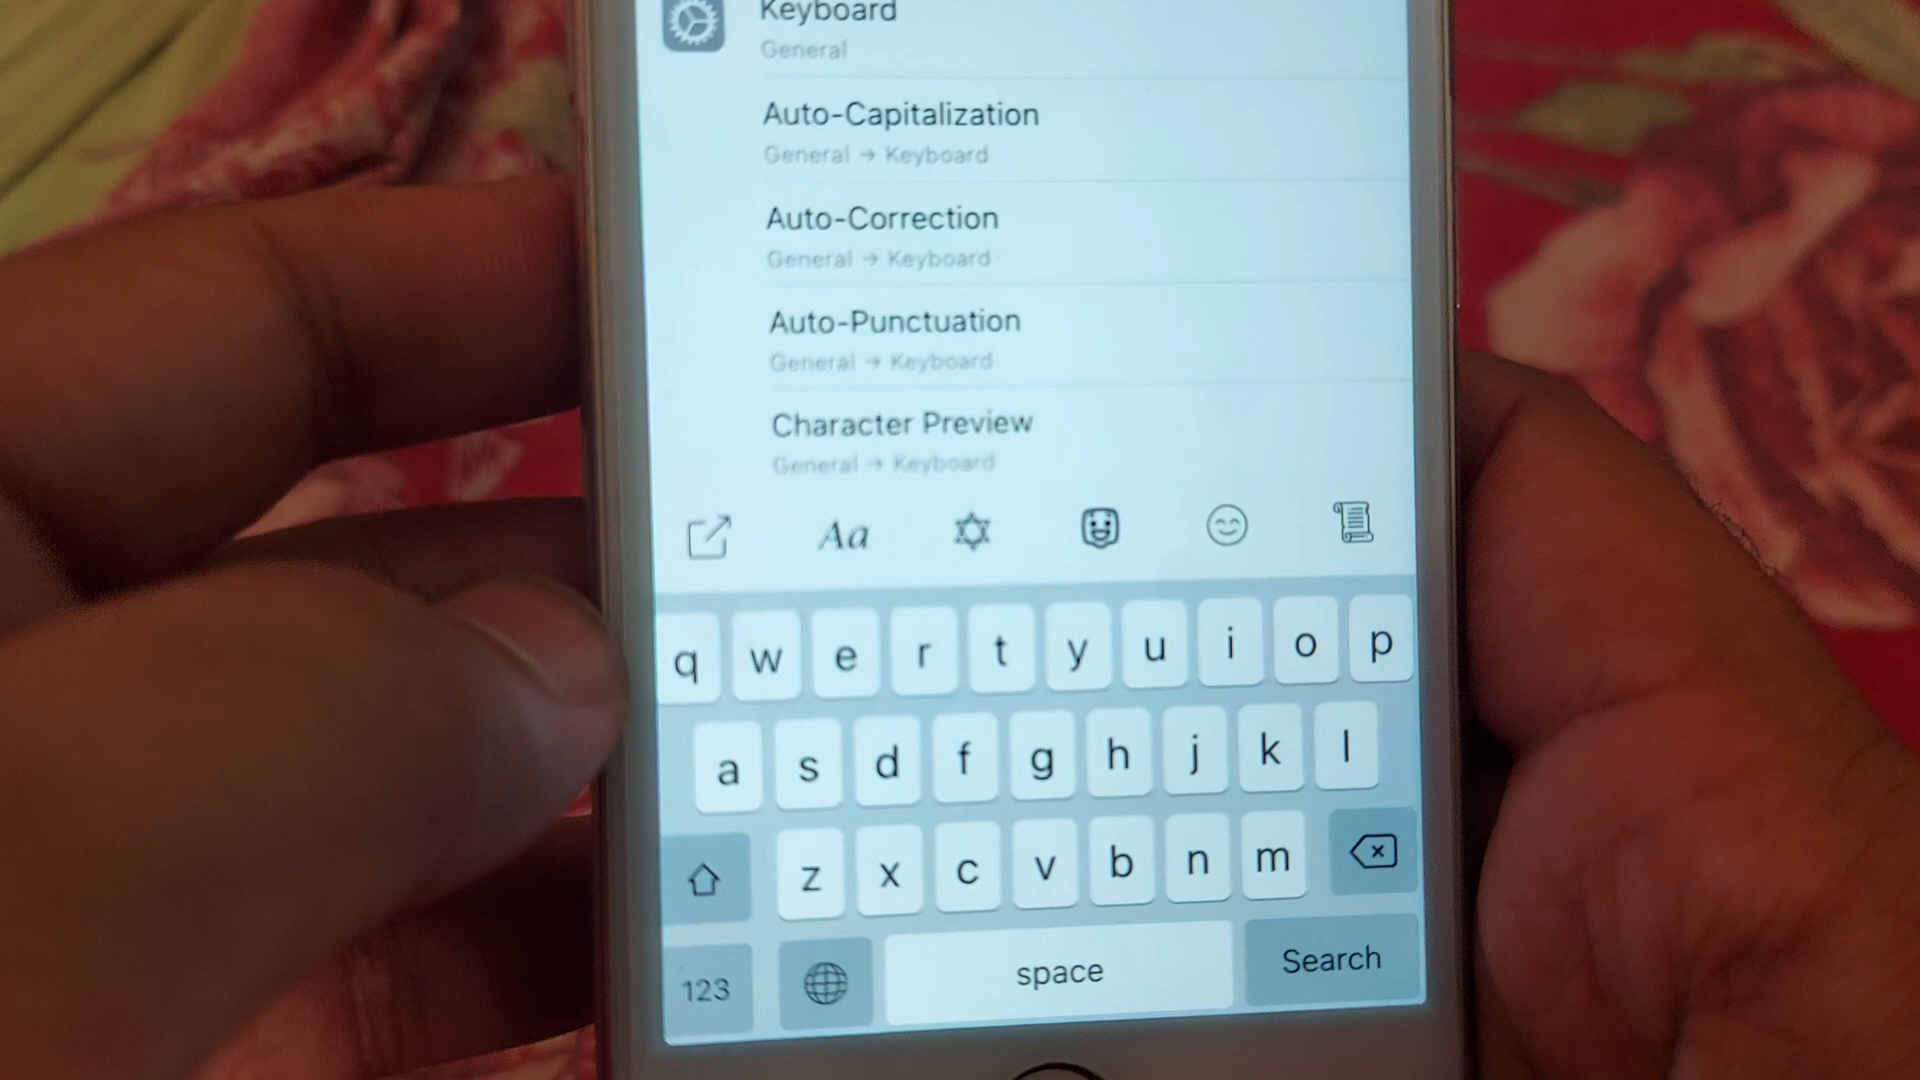 Keyboard
General
Auto-Capitalization
General → Keyboard
Auto-Correction
General → Keyboard
Auto-Punctuation
General → Keyboard
Character Preview
General → Keyboard
Aa
q w e r t y u i o p
a s d f g h j k l
z x c v b n m
123 space Search